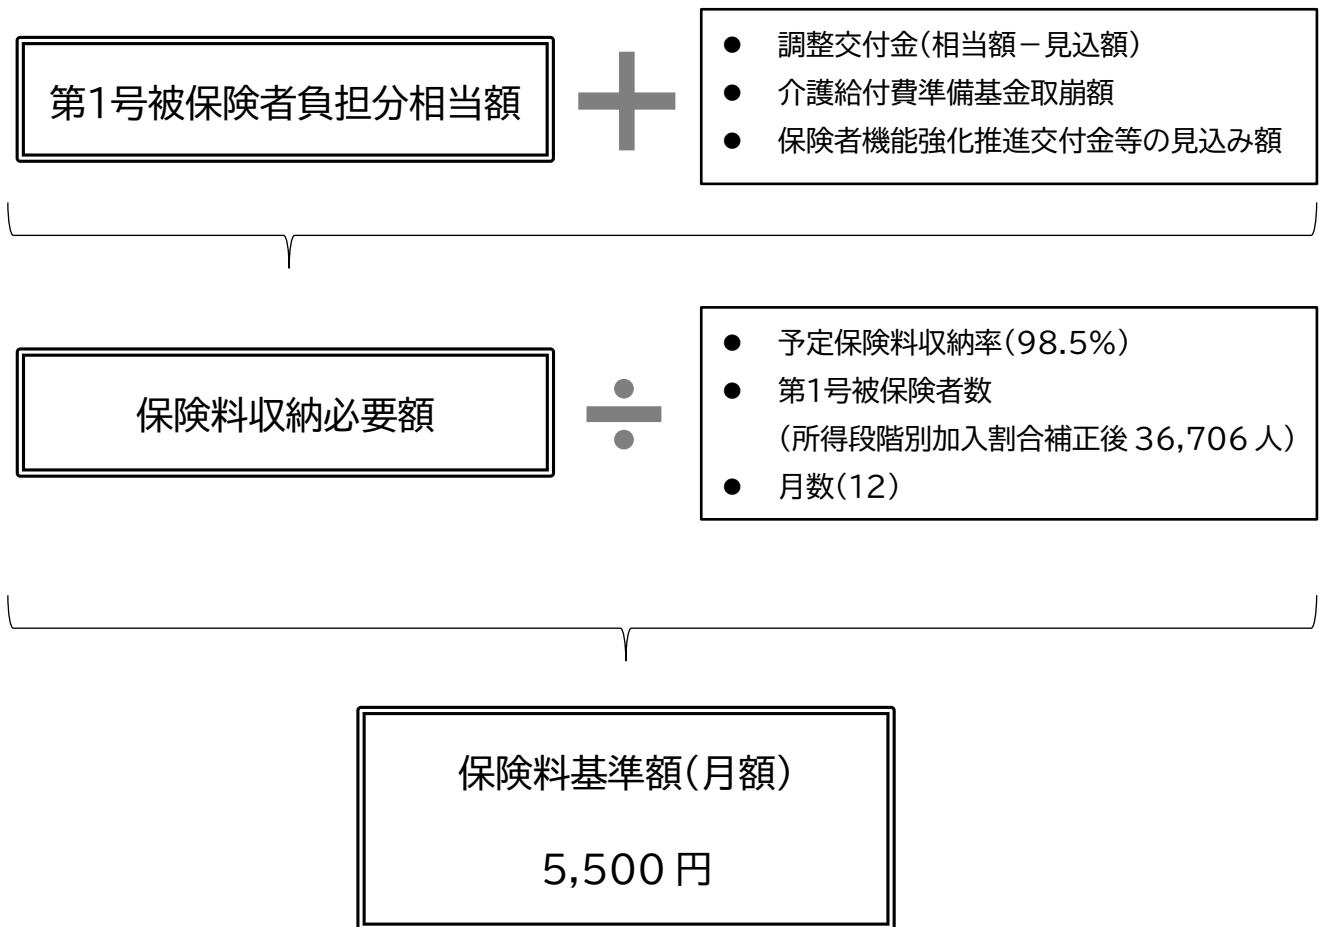 第1号被保険者負担分相当額
● 調整交付金（相当額－見込額）
● 介護給付費準備基金取崩額
● 保険者機能強化推進交付金等の見込み額
保険料収納必要額
● 予定保険料収納率（98.5%）
● 第1号被保険者数
（所得段階別加入割合補正後 36,706 人）
● 月数（12）
保険料基準額（月額）
5,500 円